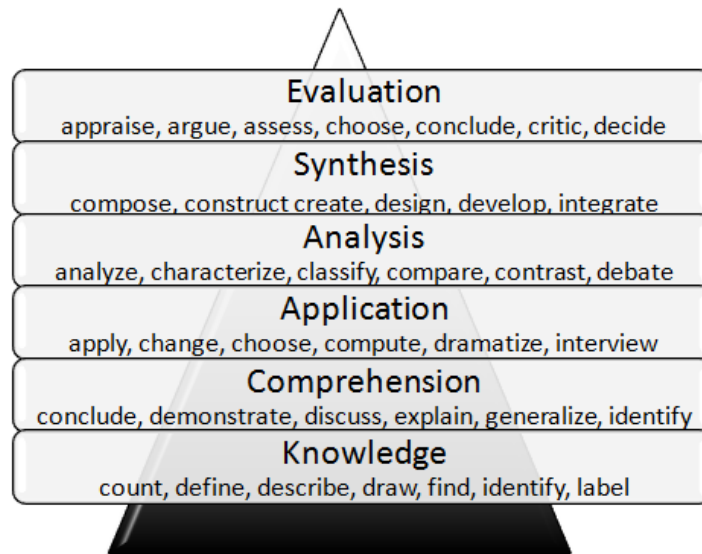 Evaluation
appraise, argue, assess, choose, conclude, critic, decide
Synthesis
compose, construct create, design, develop, integrate
Analysis
analyze, characterize, classify, compare, contrast, debate
Application
apply, change, choose, compute, dramatize, interview
Comprehension
conclude, demonstrate, discuss, explain, generalize, identify
Knowledge
count, define, describe, draw, find, identify, label